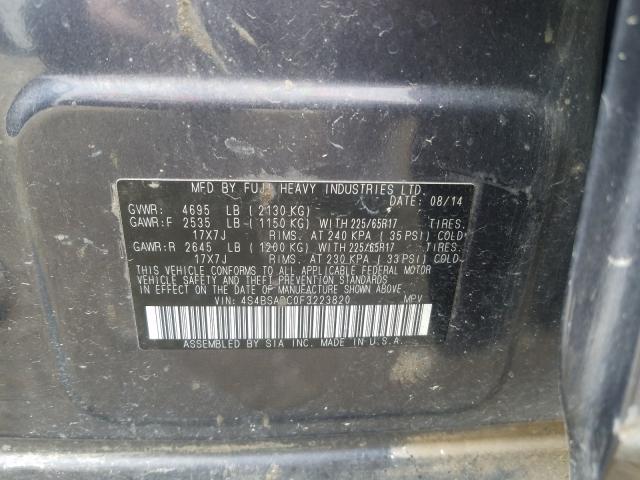 MFD BY FUJI HEAVY INDUSTRIES LTD.
DATE: 08/14
GVWR: 4695 LB ( 2130 KG)
GAWR:F 2535 LB ( 1150 KG) WITH 225/65R17 TIRES.
17X7J RIMS. AT 240 KPA ( 35 PSI) COLD
GAWR:R 2645 LB ( 1200 KG) WITH 225/65R17 TIRES.
17X7J RIMS. AT 230 KPA ( 33 PSI) COLD
THIS VEHICLE CONFORMS TO ALL APPLICABLE FEDERAL MOTOR
VEHICLE SAFETY AND THEFT PREVENTION STANDARDS
IN EFFECT ON THE DATE OF MANUFACTURE SHOWN ABOVE.
VIN: MPV
ASSEMBLED BY SIA INC. MADE IN U.S.A.